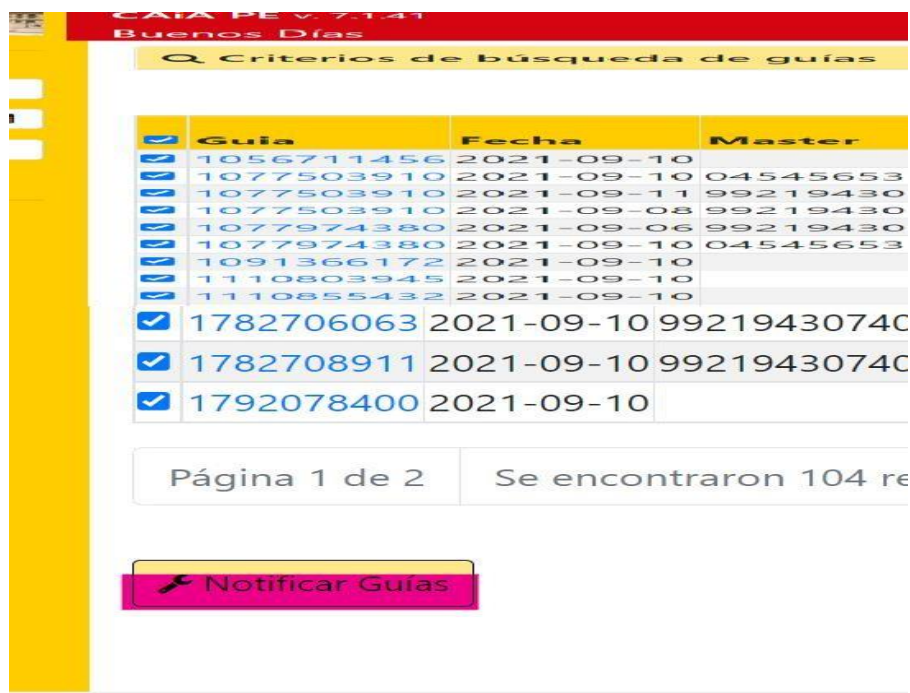 CAiA PE v. 7.1.41
Buenos Días
Criterios de búsqueda de guías
Guia Fecha Master
1056711456 2021-09-10
1077503910 2021-09-10 04545653
1077503910 2021-09-11 99219430
1077503910 2021-09-08 99219430
1077974380 2021-09-06 99219430
1077974380 2021-09-10 04545653
1091366172 2021-09-10
1110803945 2021-09-10
1110855432 2021-09-10
1782706063 2021-09-10 99219430740
1782708911 2021-09-10 99219430740
1792078400 2021-09-10
Página 1 de 2 Se encontraron 104 re
Notificar Guías